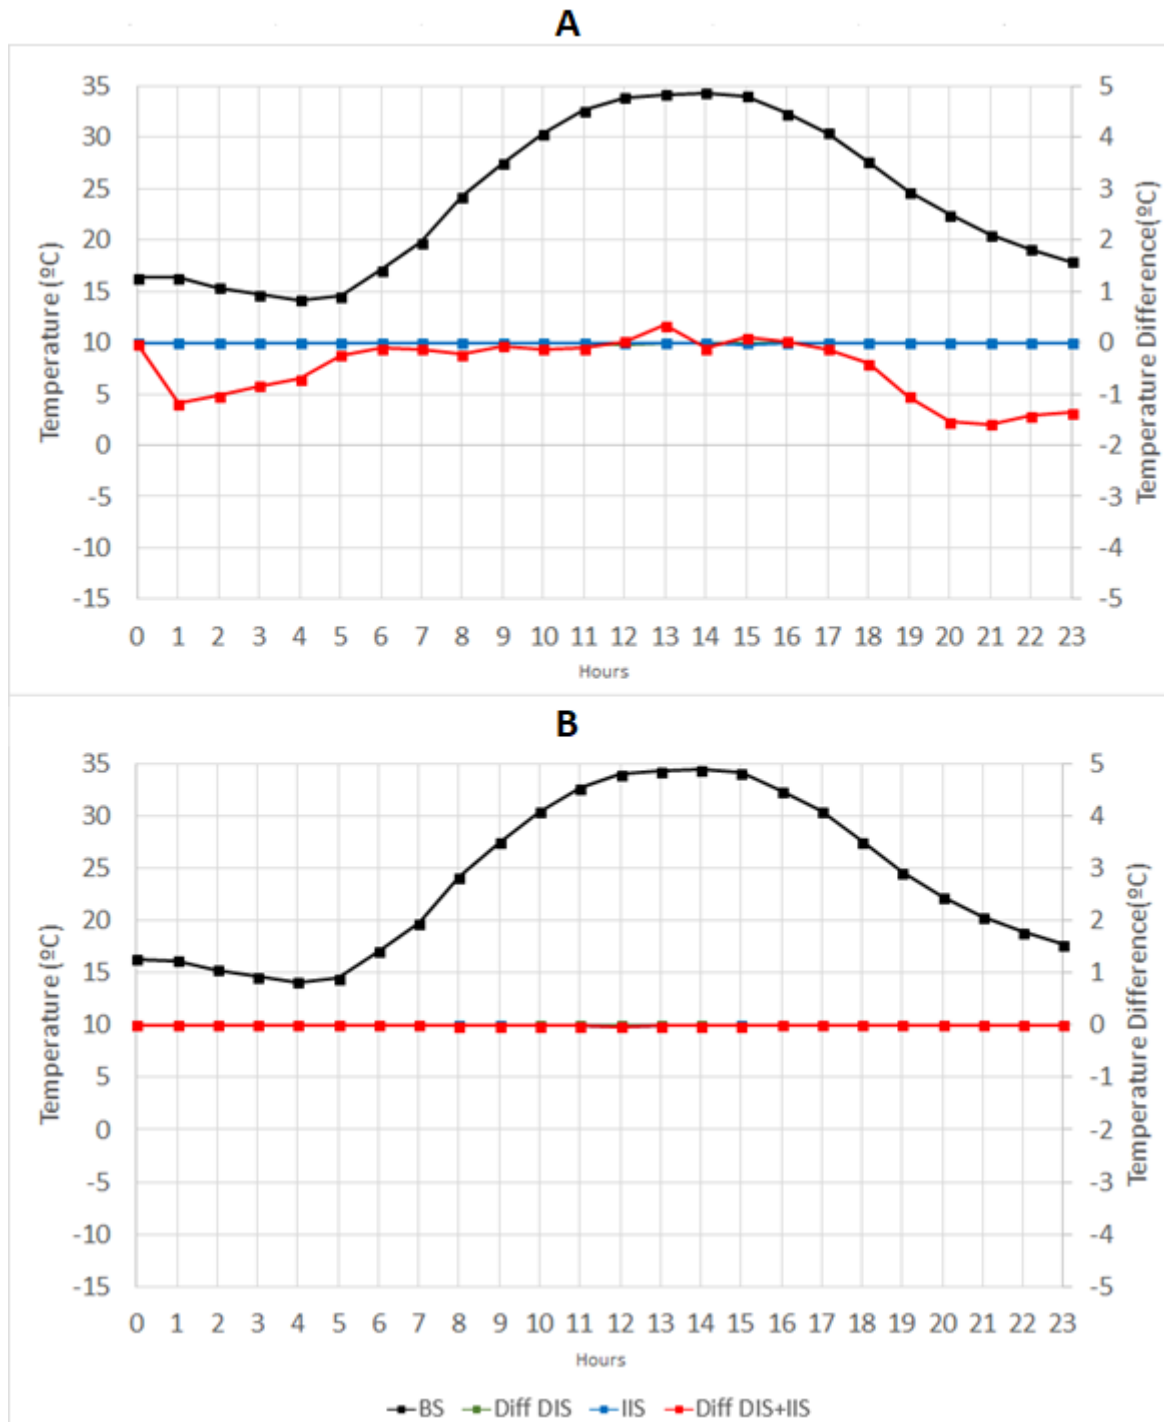 A
35 5
30 4
25 3
20 2
15 1
10 0
5 -1
0 -2
-5 -3
-10 -4
-15 -5
Temperature (ºC)
Temperature Difference(ºC)
0 1 2 3 4 5 6 7 8 9 10 11 12 13 14 15 16 17 18 19 20 21 22 23
Hours
B
35 5
30 4
25 3
20 2
15 1
10 0
5 -1
0 -2
-5 -3
-10 -4
-15 -5
Temperature (ºC)
Temperature Difference(ºC)
0 1 2 3 4 5 6 7 8 9 10 11 12 13 14 15 16 17 18 19 20 21 22 23
Hours
BS Diff DIS IIS Diff DIS+IIS